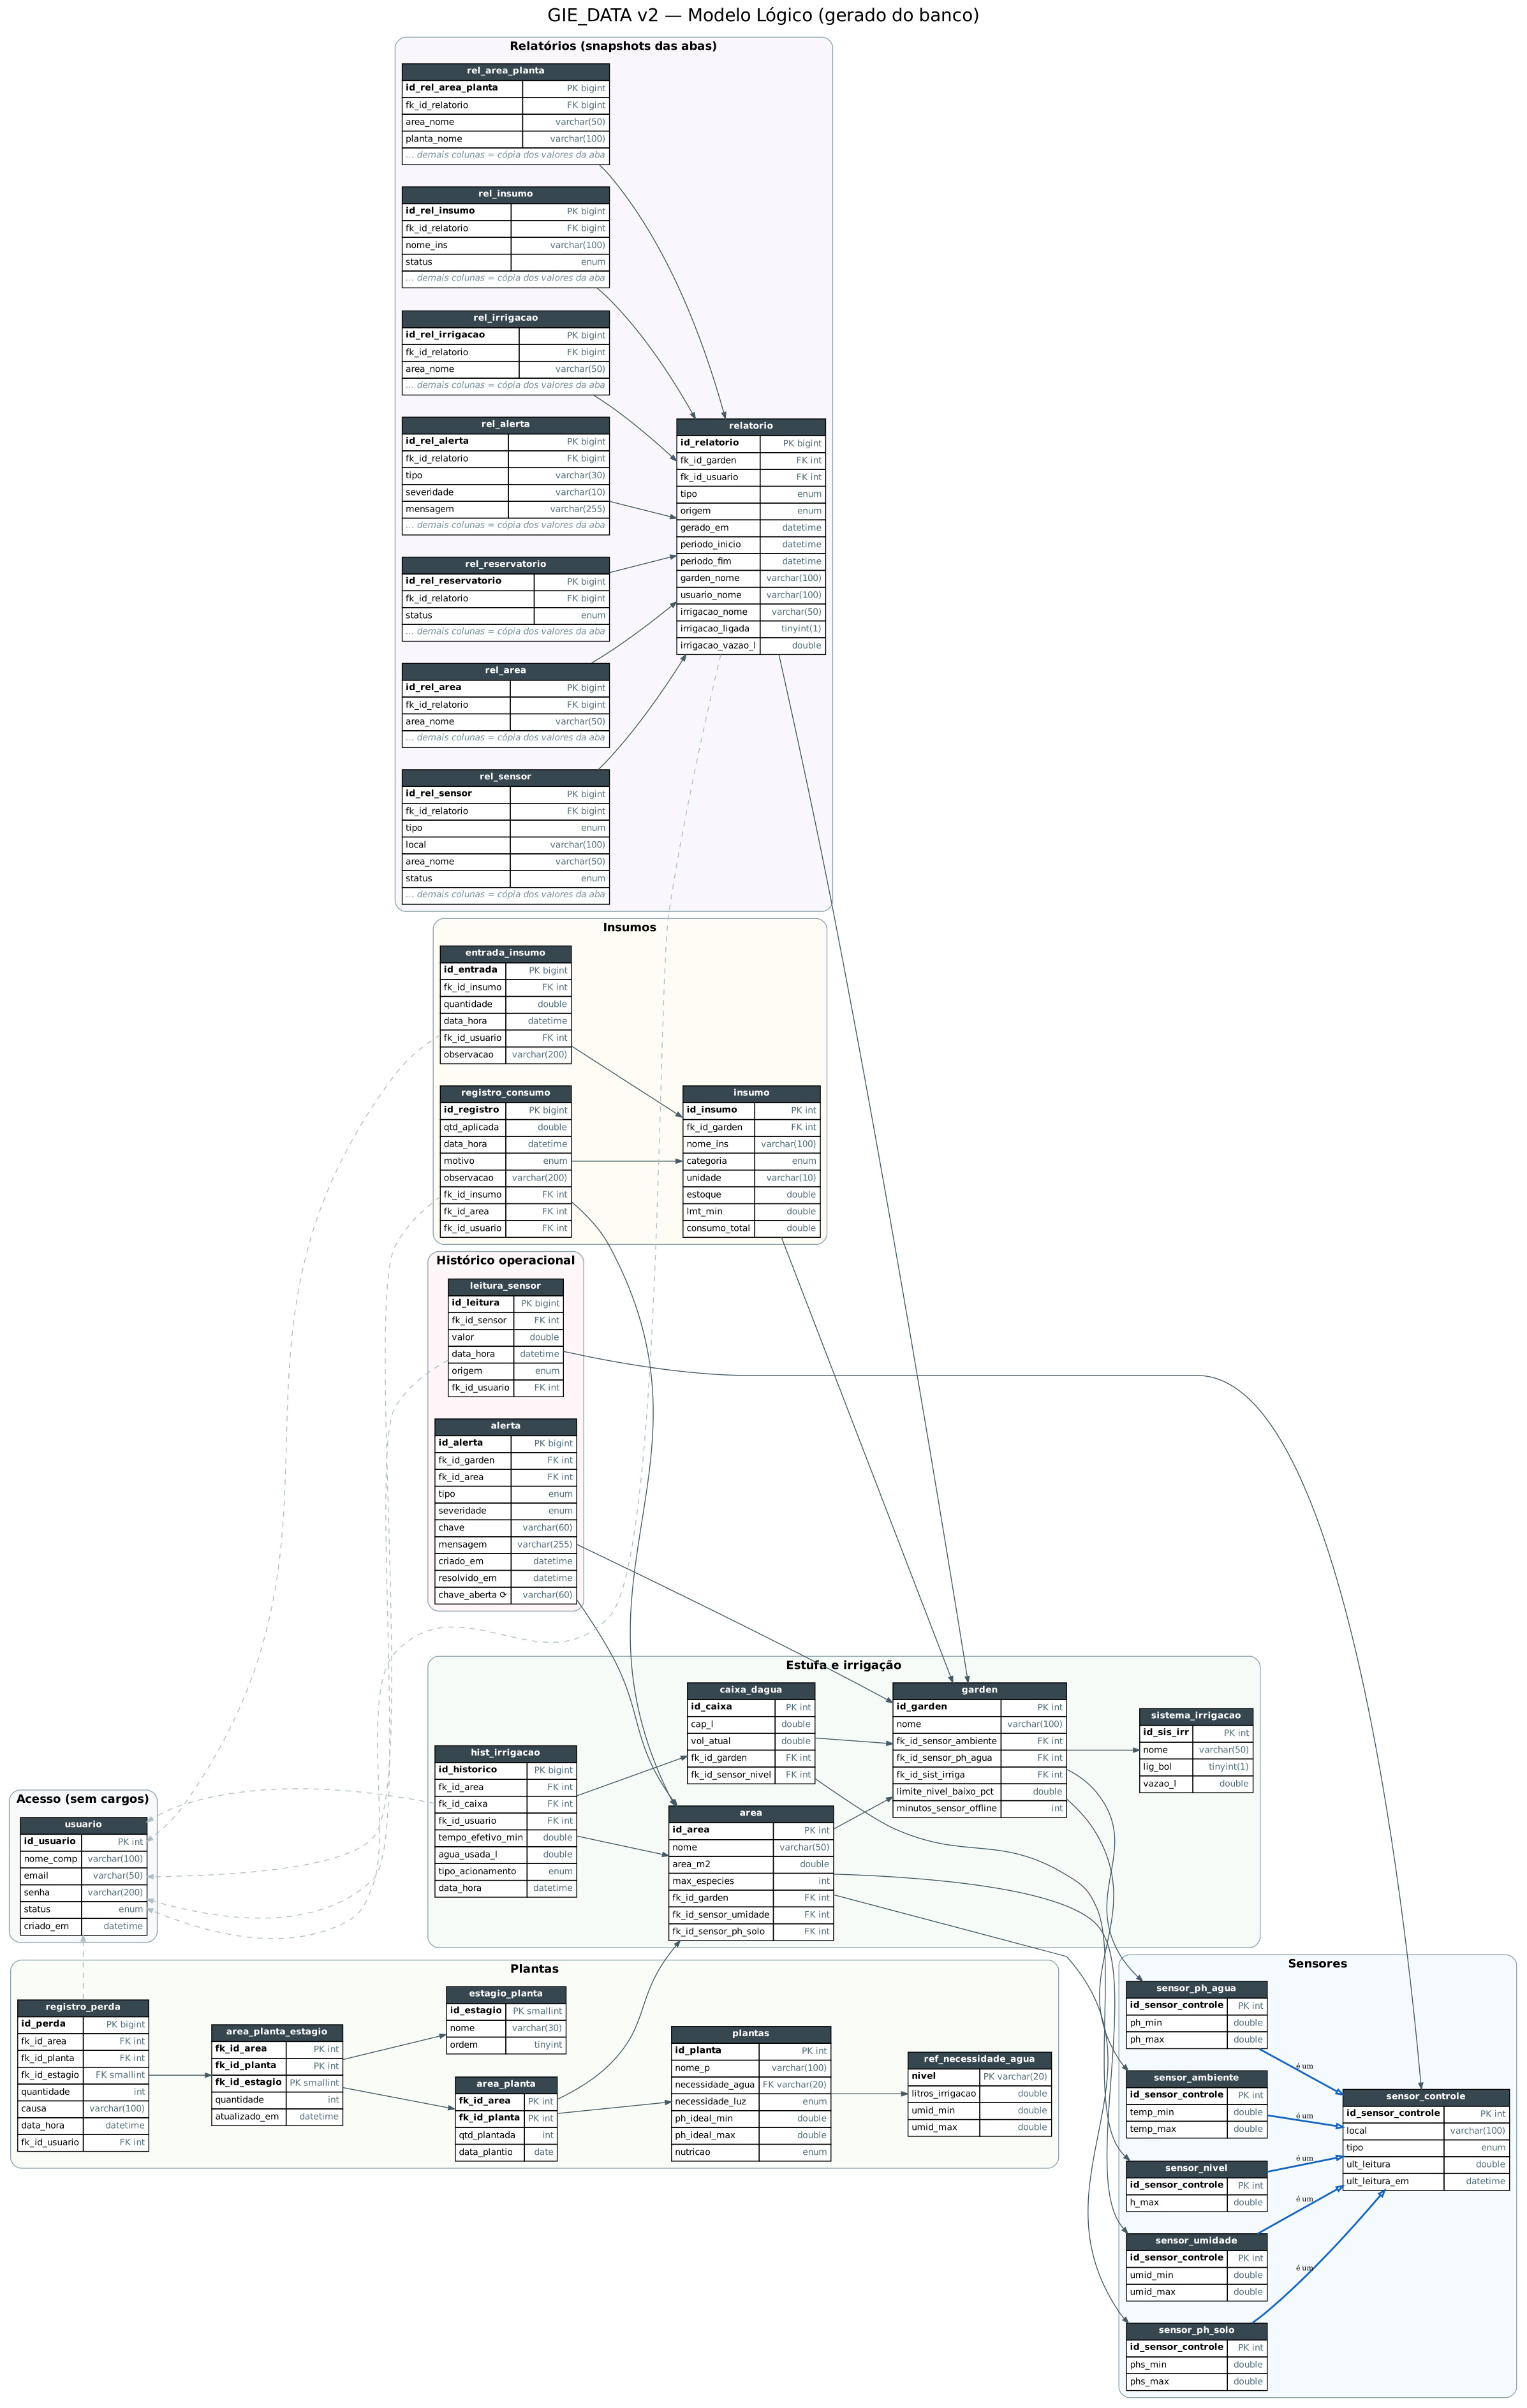 GIE_DATA v2 — Modelo Lógico (gerado do banco)
Relatórios (snapshots das abas)
rel_area_planta
id_rel_area_planta PK bigint
fk_id_relatorio FK bigint
area_nome varchar(50)
planta_nome varchar(100)
... demais colunas = cópia dos valores da aba
rel_insumo
id_rel_insumo PK bigint
fk_id_relatorio FK bigint
nome_ins varchar(100)
status enum
... demais colunas = cópia dos valores da aba
rel_irrigacao
id_rel_irrigacao PK bigint
fk_id_relatorio FK bigint
area_nome varchar(50)
... demais colunas = cópia dos valores da aba
rel_alerta
id_rel_alerta PK bigint
fk_id_relatorio FK bigint
tipo varchar(30)
severidade varchar(10)
mensagem varchar(255)
... demais colunas = cópia dos valores da aba
rel_reservatorio
id_rel_reservatorio PK bigint
fk_id_relatorio FK bigint
status enum
... demais colunas = cópia dos valores da aba
rel_area
id_rel_area PK bigint
fk_id_relatorio FK bigint
area_nome varchar(50)
... demais colunas = cópia dos valores da aba
rel_sensor
id_rel_sensor PK bigint
fk_id_relatorio FK bigint
tipo enum
local varchar(100)
area_nome varchar(50)
status enum
... demais colunas = cópia dos valores da aba
relatorio
id_relatorio PK bigint
fk_id_garden FK int
fk_id_usuario FK int
tipo enum
origem enum
gerado_em datetime
periodo_inicio datetime
periodo_fim datetime
garden_nome varchar(100)
usuario_nome varchar(100)
irrigacao_nome varchar(50)
irrigacao_ligada tinyint(1)
irrigacao_vazao_l double
Insumos
entrada_insumo
id_entrada PK bigint
fk_id_insumo FK int
quantidade double
data_hora datetime
fk_id_usuario FK int
observacao varchar(200)
registro_consumo
id_registro PK bigint
qtd_aplicada double
data_hora datetime
motivo enum
observacao varchar(200)
fk_id_insumo FK int
fk_id_area FK int
fk_id_usuario FK int
insumo
id_insumo PK int
fk_id_garden FK int
nome_ins varchar(100)
categoria enum
unidade varchar(10)
estoque double
lmt_min double
consumo_total double
Histórico operacional
leitura_sensor
id_leitura PK bigint
fk_id_sensor FK int
valor double
data_hora datetime
origem enum
fk_id_usuario FK int
alerta
id_alerta PK bigint
fk_id_garden FK int
fk_id_area FK int
tipo enum
severidade enum
chave varchar(60)
mensagem varchar(255)
criado_em datetime
resolvido_em datetime
chave_aberta ⟳ varchar(60)
Estufa e irrigação
hist_irrigacao
id_historico PK bigint
fk_id_area FK int
fk_id_caixa FK int
fk_id_usuario FK int
tempo_efetivo_min double
agua_usada_l double
tipo_acionamento enum
data_hora datetime
caixa_dagua
id_caixa PK int
cap_l double
vol_atual double
fk_id_garden FK int
fk_id_sensor_nivel FK int
area
id_area PK int
nome varchar(50)
area_m2 double
max_especies int
fk_id_garden FK int
fk_id_sensor_umidade FK int
fk_id_sensor_ph_solo FK int
garden
id_garden PK int
nome varchar(100)
fk_id_sensor_ambiente FK int
fk_id_sensor_ph_agua FK int
fk_id_sist_irriga FK int
limite_nivel_baixo_pct double
minutos_sensor_offline int
sistema_irrigacao
id_sis_irr PK int
nome varchar(50)
lig_bol tinyint(1)
vazao_l double
Acesso (sem cargos)
usuario
id_usuario PK int
nome_comp varchar(100)
email varchar(50)
senha varchar(200)
status enum
criado_em datetime
Plantas
registro_perda
id_perda PK bigint
fk_id_area FK int
fk_id_planta FK int
fk_id_estagio FK smallint
quantidade int
causa varchar(100)
data_hora datetime
fk_id_usuario FK int
area_planta_estagio
fk_id_area PK int
fk_id_planta PK int
fk_id_estagio PK smallint
quantidade int
atualizado_em datetime
estagio_planta
id_estagio PK smallint
nome varchar(30)
ordem tinyint
area_planta
fk_id_area PK int
fk_id_planta PK int
qtd_plantada int
data_plantio date
plantas
id_planta PK int
nome_p varchar(100)
necessidade_agua FK varchar(20)
necessidade_luz enum
ph_ideal_min double
ph_ideal_max double
nutricao enum
ref_necessidade_agua
nivel PK varchar(20)
litros_irrigacao double
umid_min double
umid_max double
Sensores
sensor_ph_agua
id_sensor_controle PK int
ph_min double
ph_max double
sensor_ambiente
id_sensor_controle PK int
temp_min double
temp_max double
sensor_nivel
id_sensor_controle PK int
h_max double
sensor_umidade
id_sensor_controle PK int
umid_min double
umid_max double
sensor_ph_solo
id_sensor_controle PK int
phs_min double
phs_max double
é um
é um
é um
é um
é um
sensor_controle
id_sensor_controle PK int
local varchar(100)
tipo enum
ult_leitura double
ult_leitura_em datetime